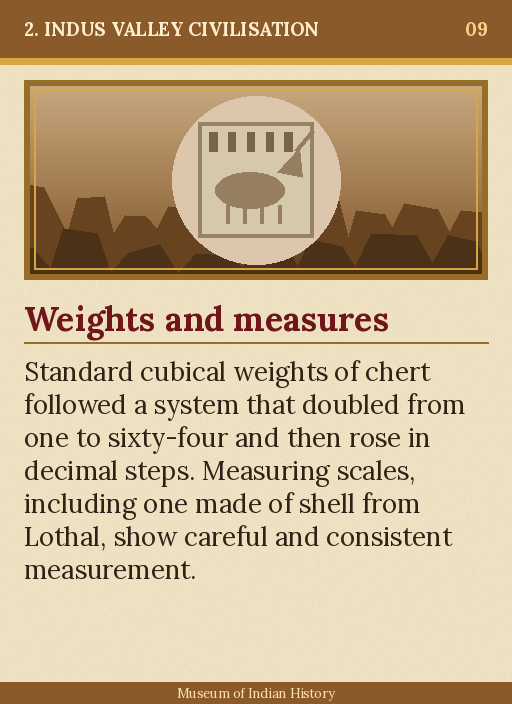 2. INDUS VALLEY CIVILISATION 09
Weights and measures
Standard cubical weights of chert
followed a system that doubled from
one to sixty-four and then rose in
decimal steps. Measuring scales,
including one made of shell from
Lothal, show careful and consistent
measurement.
Museum of Indian History